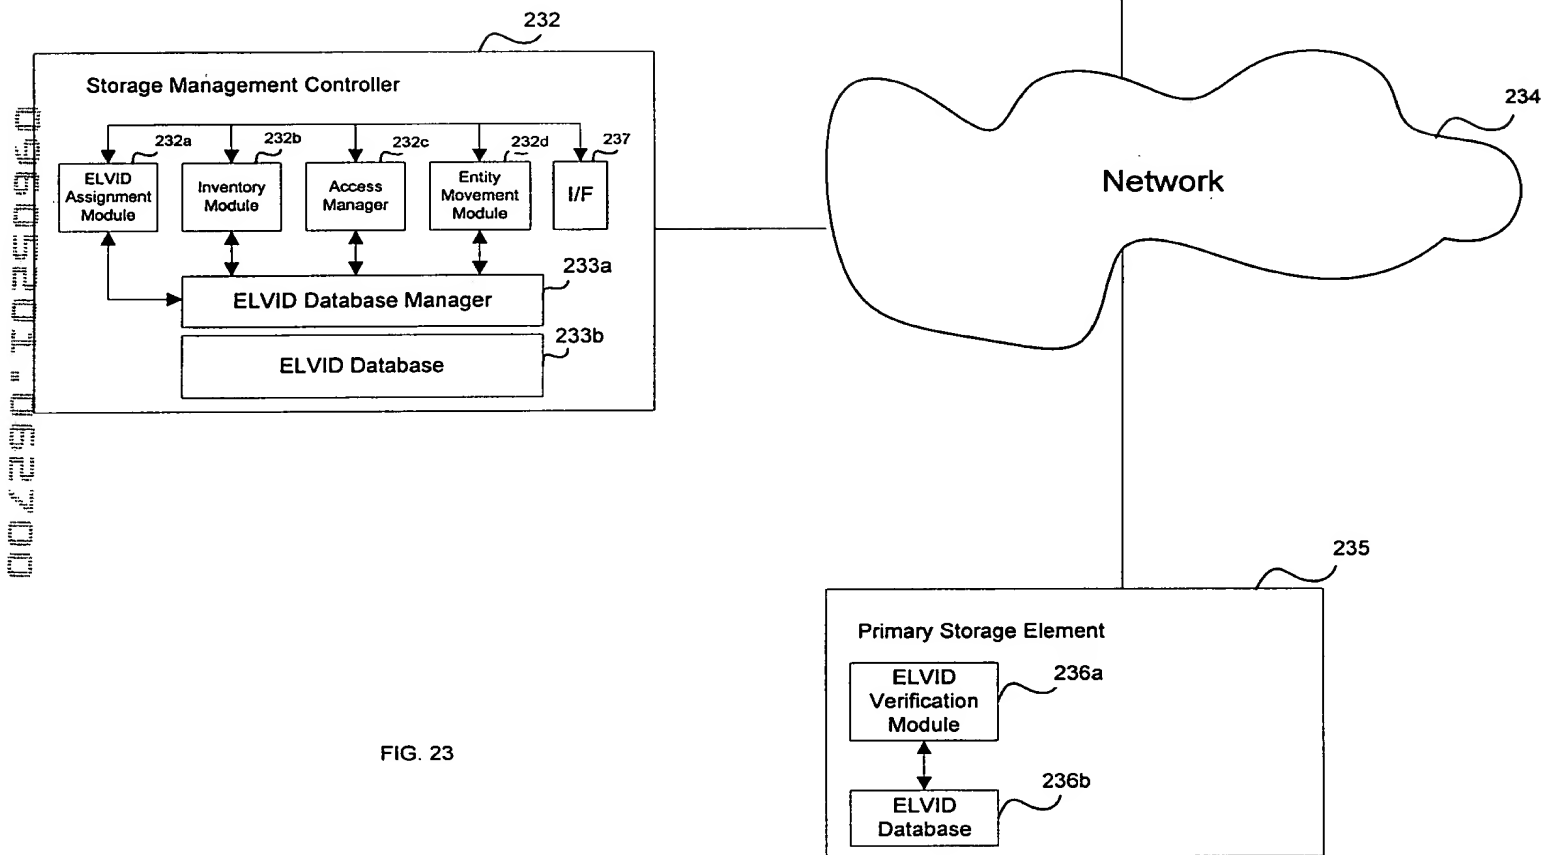 232
Storage Management Controller
232a
232b
232c
232d
237
ELVID
Assignment
Module
Inventory
Module
Access
Manager
Entity
Movement
Module
I/F
233a
ELVID Database Manager
233b
ELVID Database
234
Network
235
Primary Storage Element
236a
ELVID
Verification
Module
236b
ELVID
Database
FIG. 23